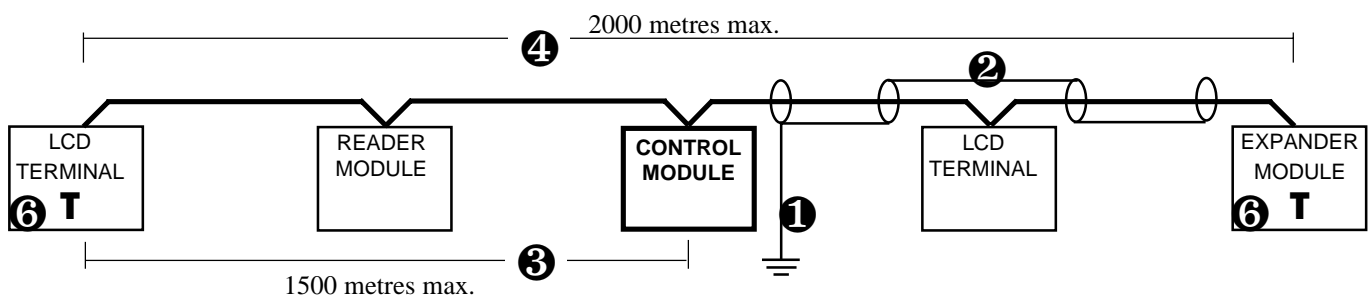 2000 metres max.
❹
❷
LCD
TERMINAL
❻ T
READER
MODULE
CONTROL
MODULE
❶
LCD
TERMINAL
EXPANDER
MODULE
❻ T
❸
1500 metres max.